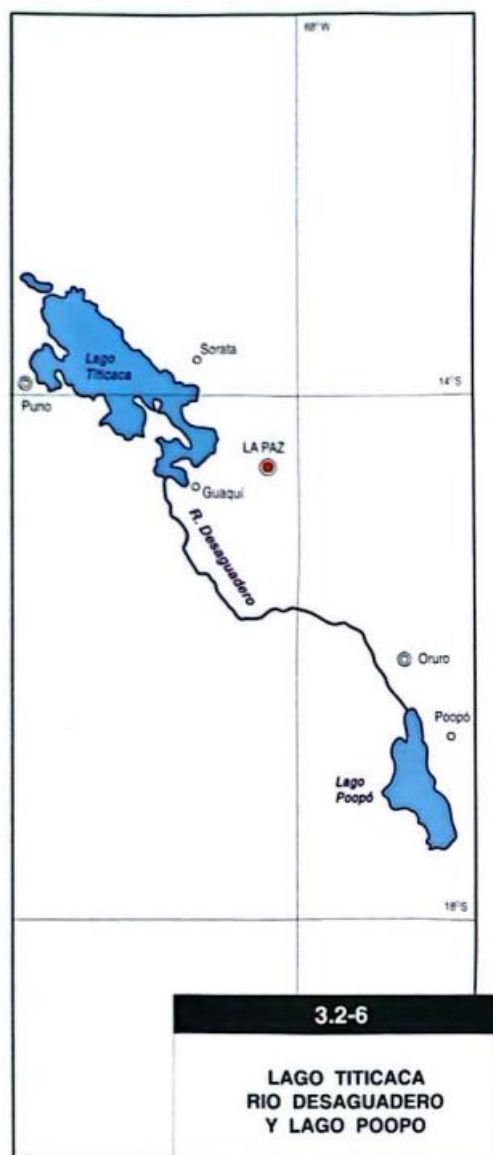 68°W
Lago
Titicaca
Sorata
14°S
Puno
LA PAZ
Guaquí
R. Desaguadero
Oruro
Poopó
Lago
Poopó
18°S
3.2-6
LAGO TITICACA
RIO DESAGUADERO
Y LAGO POOPO